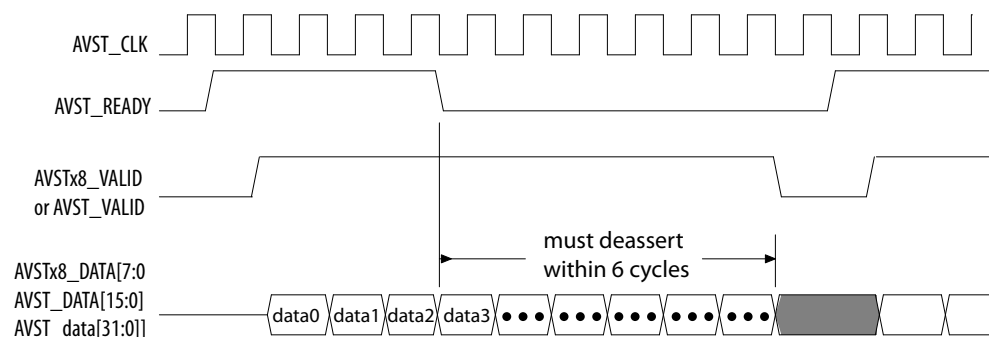 AVST_CLK
AVST_READY
AVSTx8_VALID
or AVST_VALID
must deassert
within 6 cycles
AVSTx8_DATA[7:0
AVST_DATA[15:0]
AVST_data[31:0]]
data0 data1 data2 data3